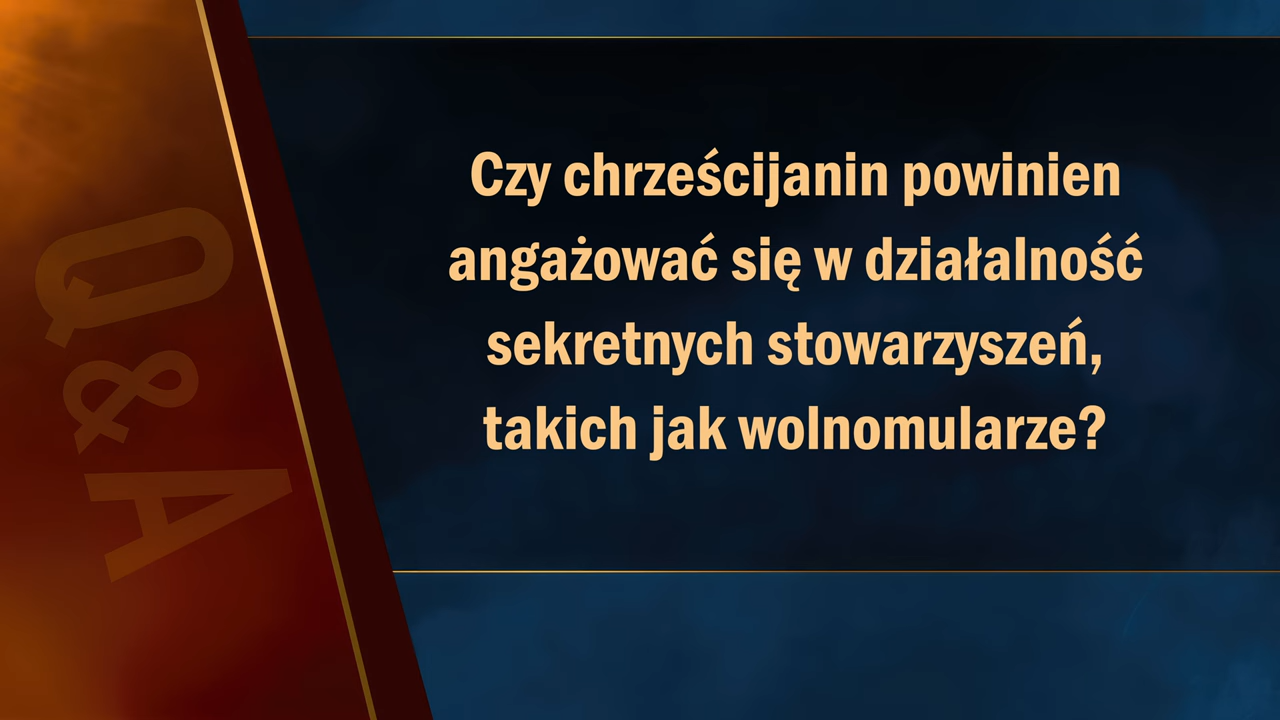 Q&A
Czy chrześcijanin powinien
angażować się w działalność
sekretnych stowarzyszeń,
takich jak wolnomularze?